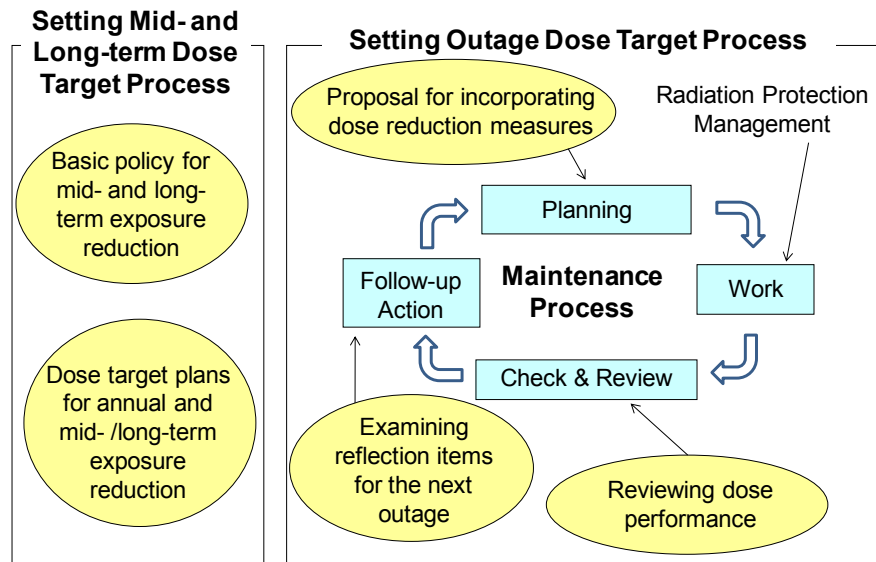 Setting Mid- and
Long-term Dose
Target Process
Basic policy for
mid- and long-
term exposure
reduction
Dose target plans
for annual and
mid- /long-term
exposure
reduction
Setting Outage Dose Target Process
Proposal for incorporating
dose reduction measures
Radiation Protection
Management
Planning
Follow-up
Action
Maintenance
Process
Work
Check & Review
Examining
reflection items
for the next
outage
Reviewing dose
performance